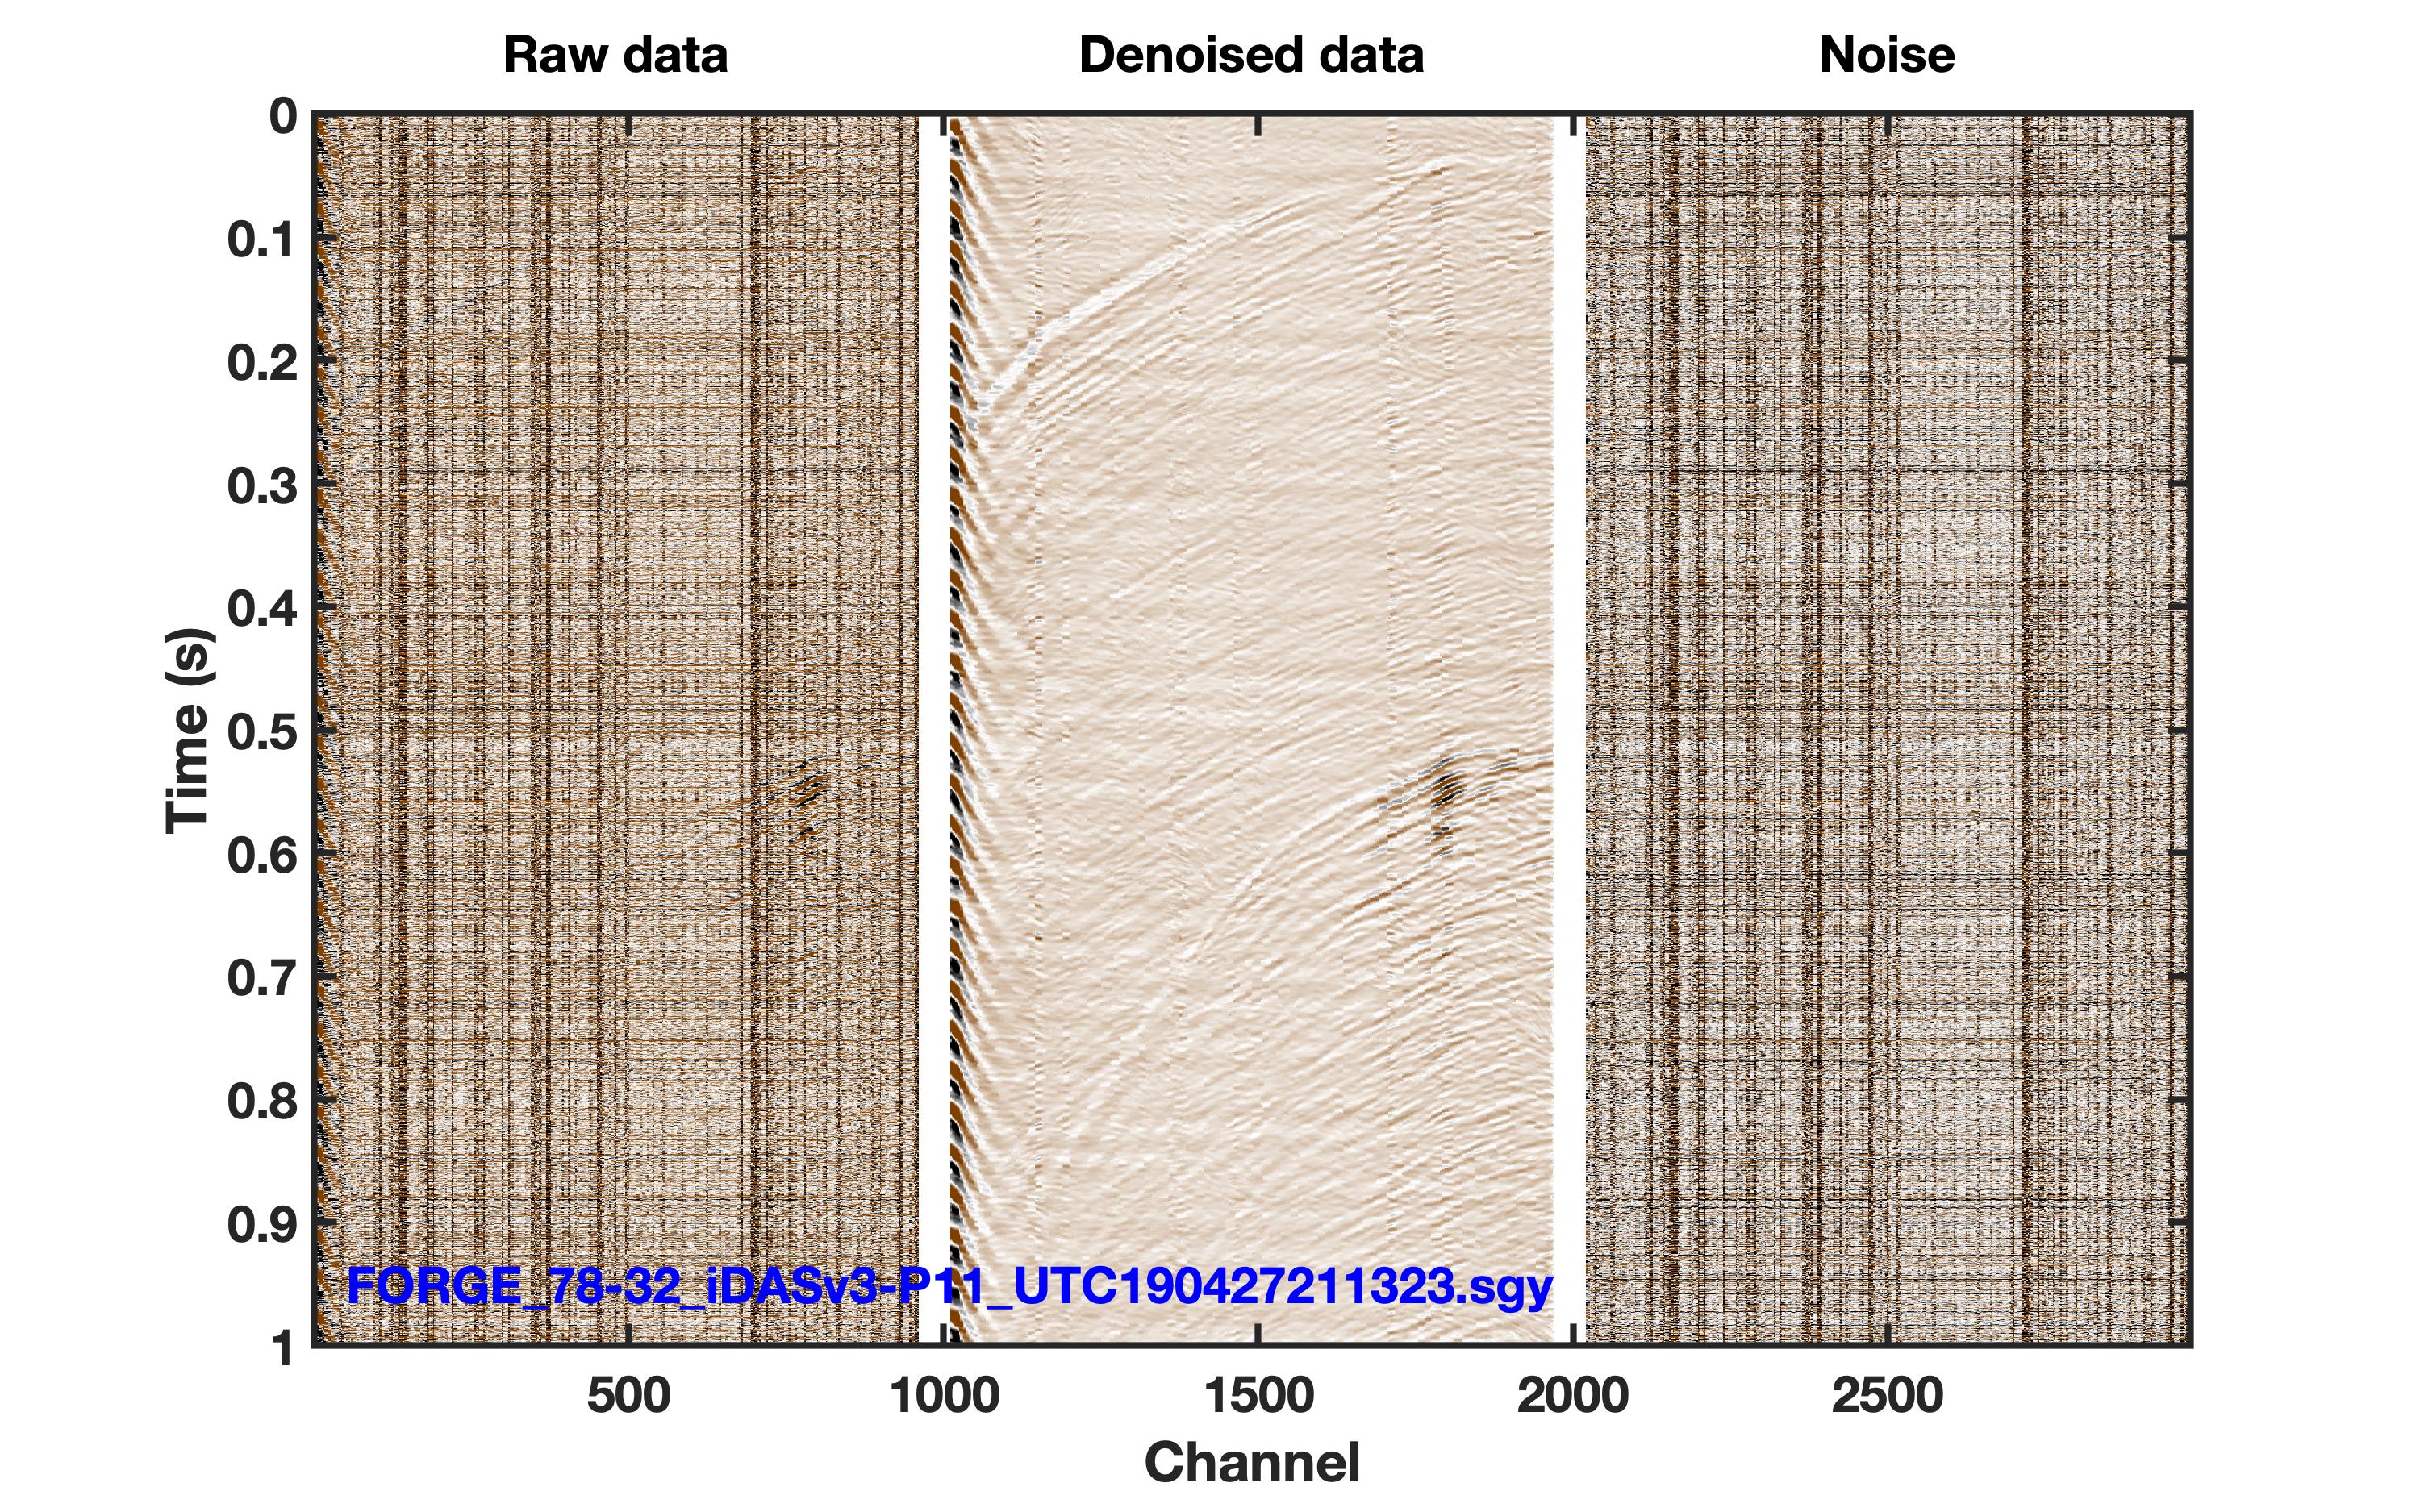 Raw data
Denoised data
Noise
0
0.1
0.2
0.3
0.4
0.5
0.6
0.7
0.8
0.9
1
Time (s)
FORGE_78-32_iDASv3-P11_UTC190427211323.sgy
500
1000
1500
2000
2500
Channel